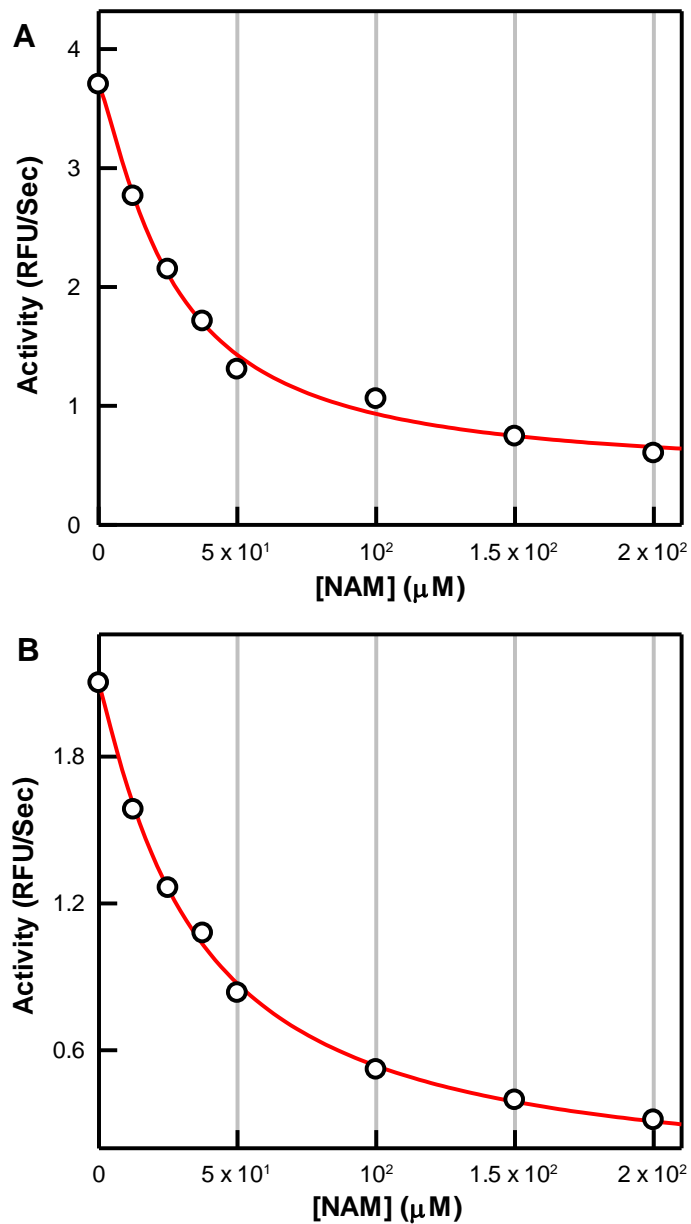 A
Activity (RFU/Sec)
4
3
2
1
0
0 5 x 10¹ 10² 1.5 x 10² 2 x 10²
[NAM] (μM)
B
Activity (RFU/Sec)
1.8
1.2
0.6
0 5 x 10¹ 10² 1.5 x 10² 2 x 10²
[NAM] (μM)